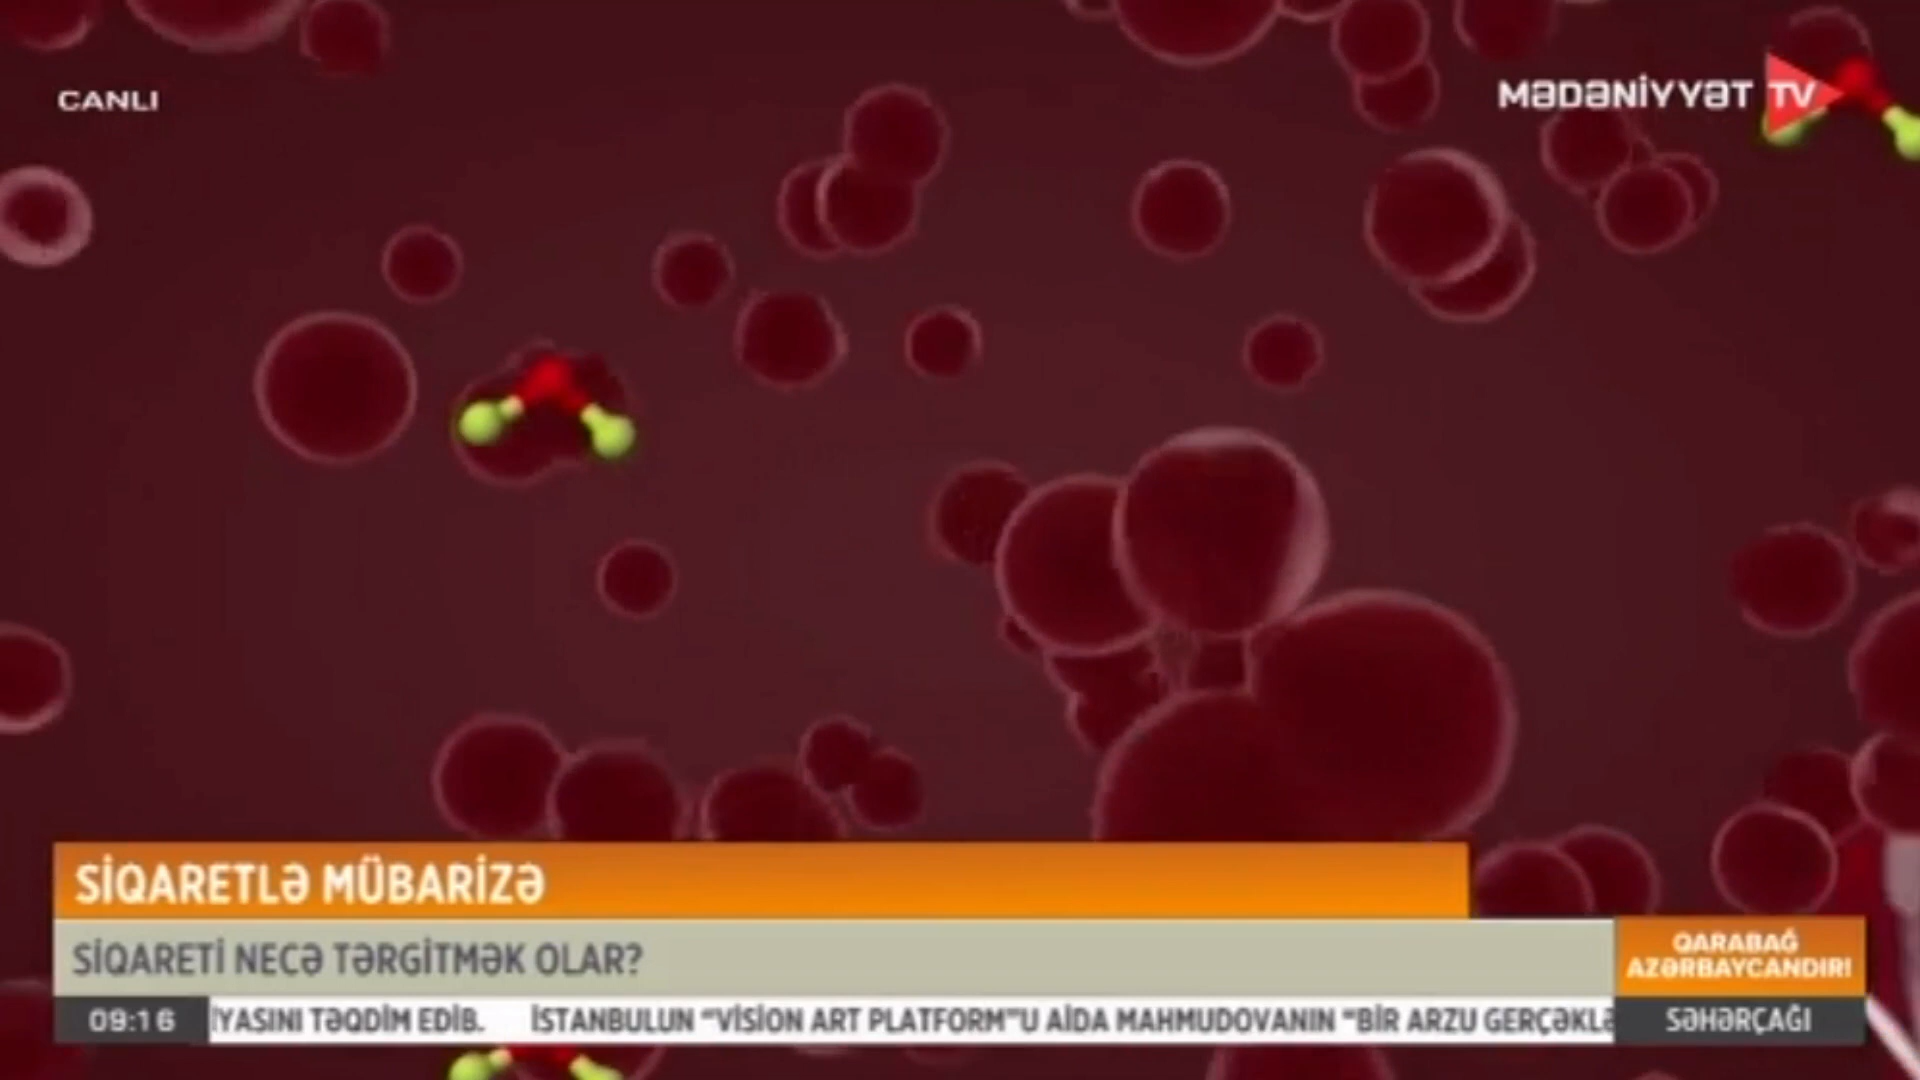 CANLI
MƏDƏNİYYƏT TV
SİQARETLƏ MÜBARİZƏ
SİQARETİ NECƏ TƏRGİTMƏK OLAR?
QARABAĞ
AZƏRBAYCANDIR!
09:16
İYASINI TƏQDİM EDİB. İSTANBULUN “VİSİON ART PLATFORM”U AİDA MAHMUDOVANIN “BİR ARZU GERÇƏKLƏ
SƏHƏRÇAĞI